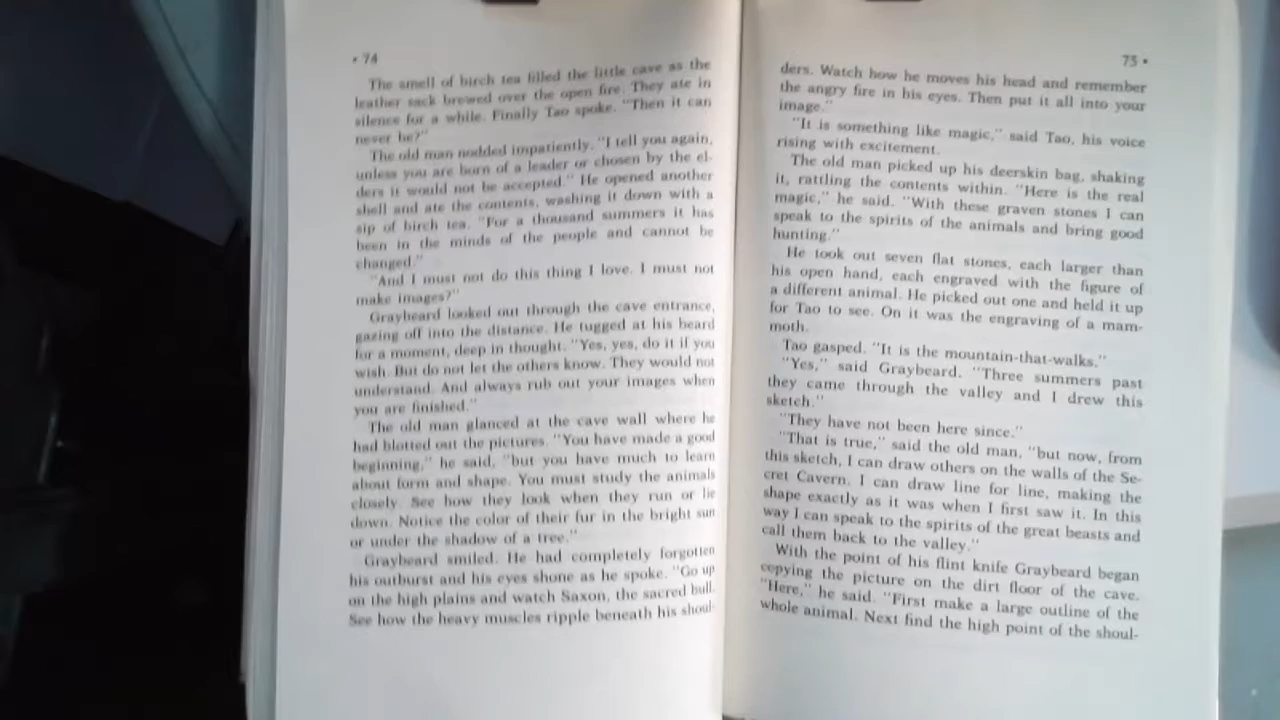 • 74
The smell of birch tea filled the little cave as the
leather sack brewed over the open fire. They ate in
silence for a while. Finally Tao spoke. "Then it can
never be?"
The old man nodded impatiently. "I tell you again,
unless you are born of a leader or chosen by the el-
ders it would not be accepted." He opened another
shell and ate the contents, washing it down with a
sip of birch tea. "For a thousand summers it has
been in the minds of the people and cannot be
changed."
"And I must not do this thing I love. I must not
make images?"
Graybeard looked out through the cave entrance,
gazing off into the distance. He tugged at his beard
for a moment, deep in thought. "Yes, yes, do it if you
wish. But do not let the others know. They would not
understand. And always rub out your images when
you are finished."
The old man glanced at the cave wall where he
had blotted out the pictures. "You have made a good
beginning," he said, "but you have much to learn
about form and shape. You must study the animals
closely. See how they look when they run or lie
down. Notice the color of their fur in the bright sun
or under the shadow of a tree."
Graybeard smiled. He had completely forgotten
his outburst and his eyes shone as he spoke. "Go up
on the high plains and watch Saxon, the sacred bull.
See how the heavy muscles ripple beneath his shoul-
75 •
ders. Watch how he moves his head and remember
the angry fire in his eyes. Then put it all into your
image."
"It is something like magic," said Tao, his voice
rising with excitement.
The old man picked up his deerskin bag, shaking
it, rattling the contents within. "Here is the real
magic," he said. "With these graven stones I can
speak to the spirits of the animals and bring good
hunting."
He took out seven flat stones, each larger than
his open hand, each engraved with the figure of
a different animal. He picked out one and held it up
for Tao to see. On it was the engraving of a mam-
moth.
Tao gasped. "It is the mountain-that-walks."
"Yes," said Graybeard. "Three summers past
they came through the valley and I drew this
sketch."
"They have not been here since."
"That is true," said the old man, "but now, from
this sketch, I can draw others on the walls of the Se-
cret Cavern. I can draw line for line, making the
shape exactly as it was when I first saw it. In this
way I can speak to the spirits of the great beasts and
call them back to the valley."
With the point of his flint knife Graybeard began
copying the picture on the dirt floor of the cave.
"Here," he said. "First make a large outline of the
whole animal. Next find the high point of the shoul-